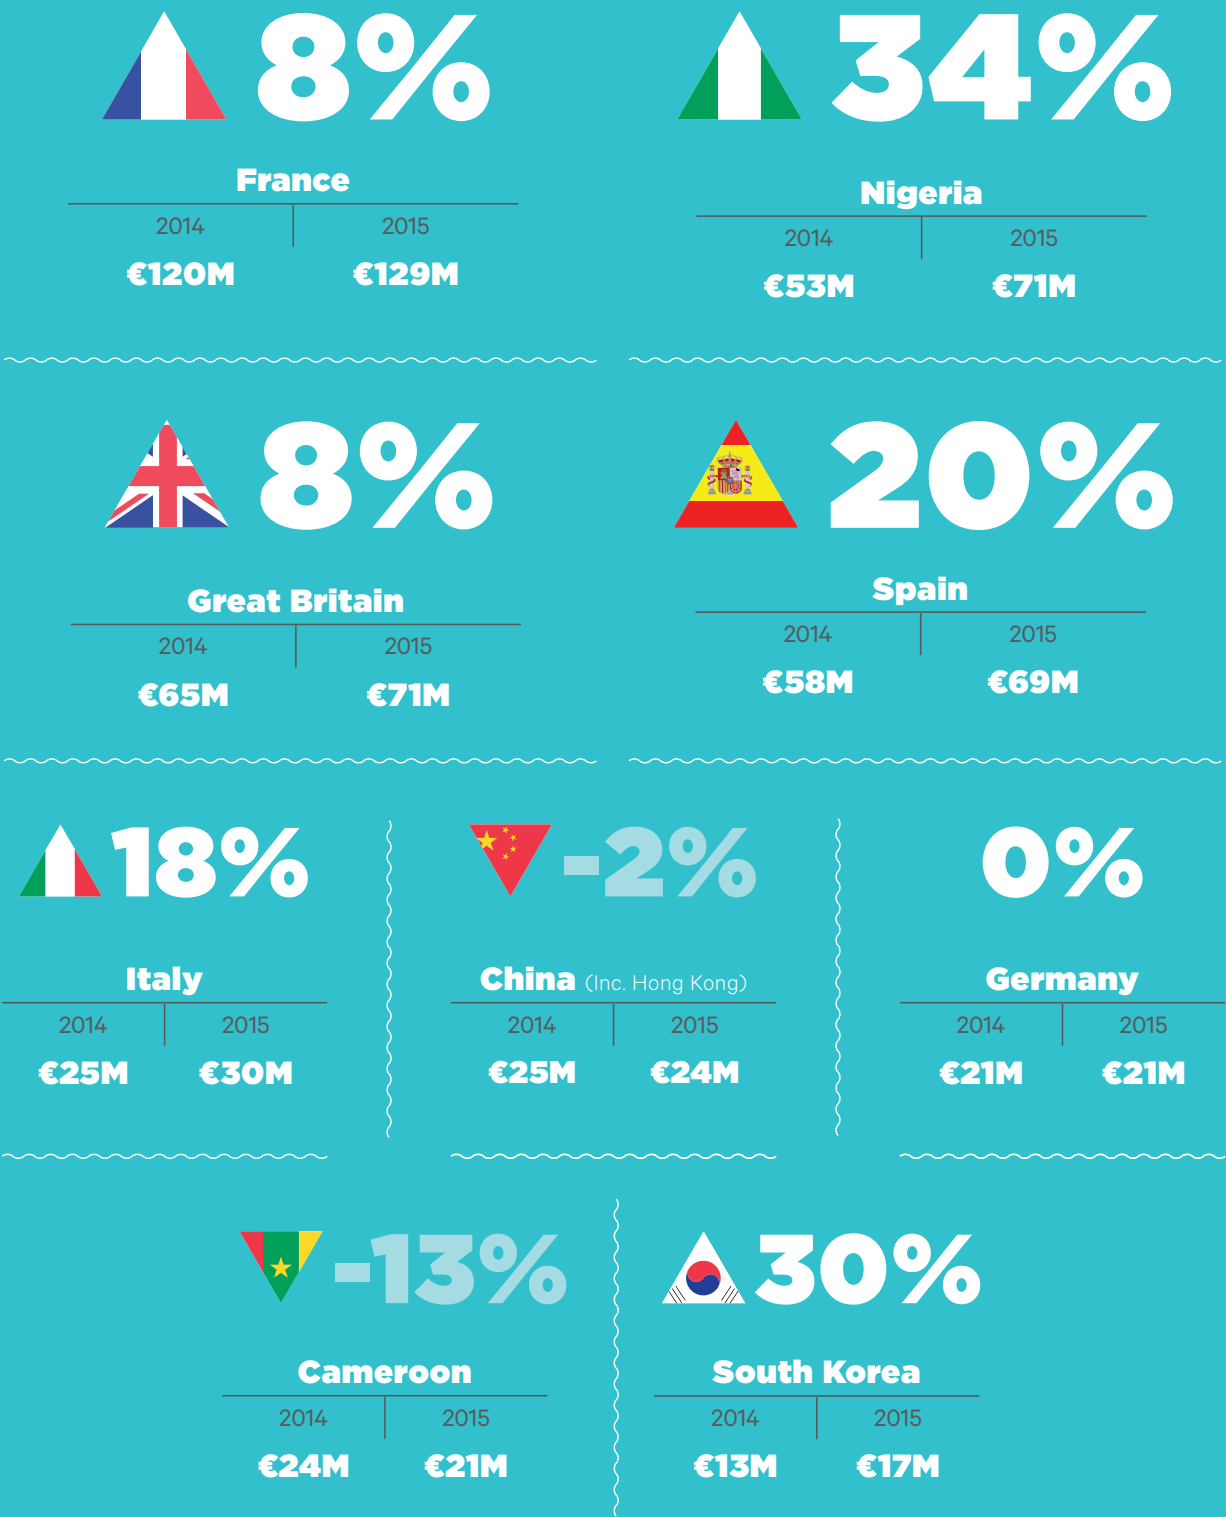 8%
France
2014 2015
€120M €129M
34%
Nigeria
2014 2015
€53M €71M
8%
Great Britain
2014 2015
€65M €71M
20%
Spain
2014 2015
€58M €69M
18%
Italy
2014 2015
€25M €30M
-2%
China (Inc. Hong Kong)
2014 2015
€25M €24M
0%
Germany
2014 2015
€21M €21M
-13%
Cameroon
2014 2015
€24M €21M
30%
South Korea
2014 2015
€13M €17M